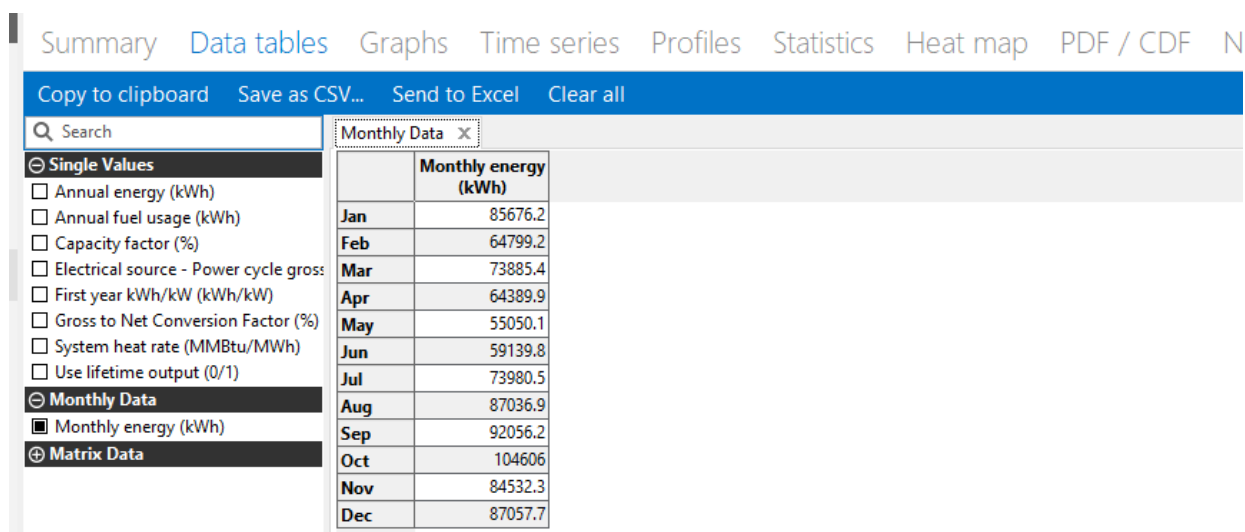 Summary Data tables Graphs Time series Profiles Statistics Heat map PDF / CDF N
Copy to clipboard Save as CSV... Send to Excel Clear all
Search
Single Values
Annual energy (kWh)
Annual fuel usage (kWh)
Capacity factor (%)
Electrical source - Power cycle gross
First year kWh/kW (kWh/kW)
Gross to Net Conversion Factor (%)
System heat rate (MMBtu/MWh)
Use lifetime output (0/1)
Monthly Data
Monthly energy (kWh)
Matrix Data
Monthly Data
Monthly energy
(kWh)
Jan 85676.2
Feb 64799.2
Mar 73885.4
Apr 64389.9
May 55050.1
Jun 59139.8
Jul 73980.5
Aug 87036.9
Sep 92056.2
Oct 104606
Nov 84532.3
Dec 87057.7